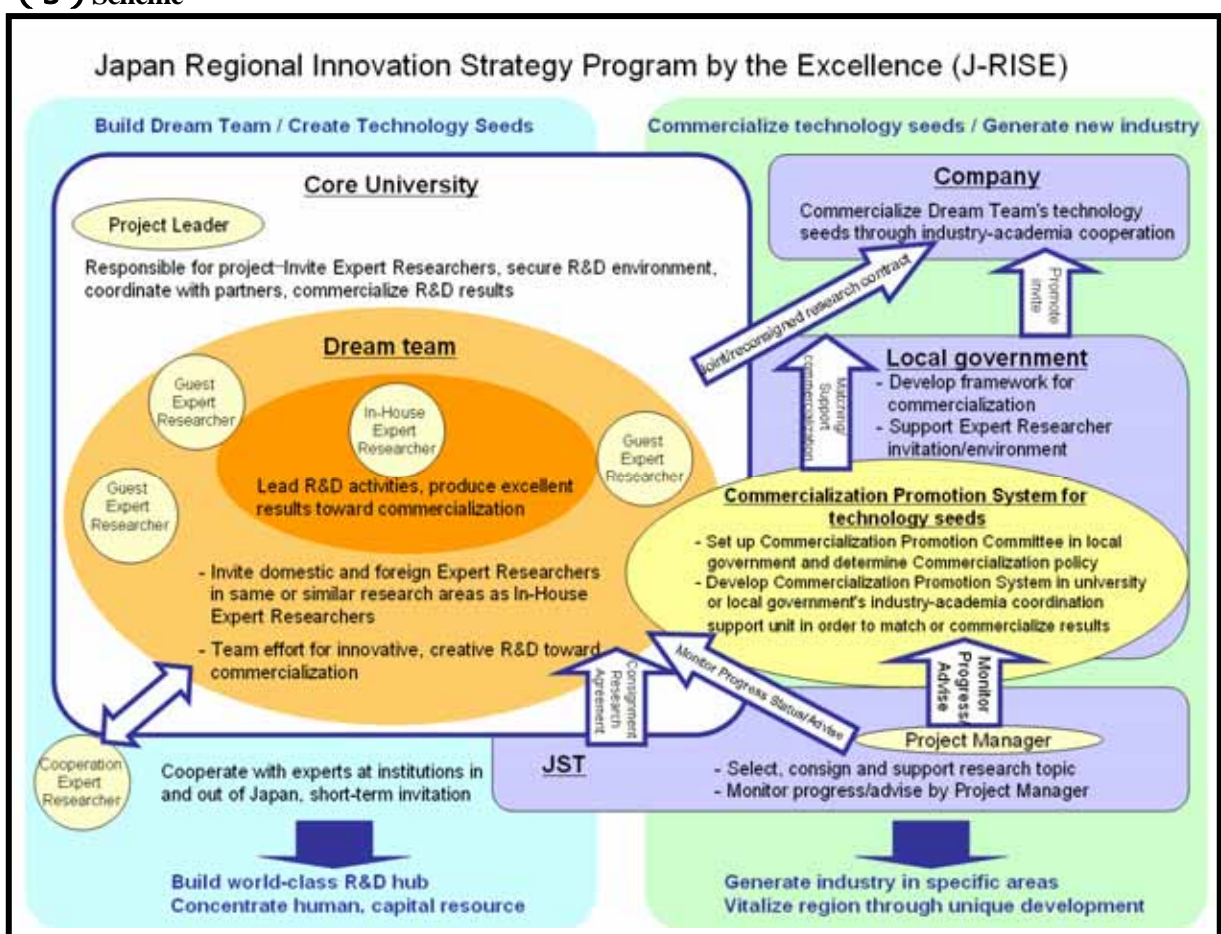 ( 3 ) Scheme
Japan Regional Innovation Strategy Program by the Excellence (J-RISE)
Build Dream Team / Create Technology Seeds
Commercialize technology seeds / Generate new industry
Core University
Project Leader
Responsible for project–Invite Expert Researchers, secure R&D environment,
coordinate with partners, commercialize R&D results
Dream team
Guest
Expert
Researcher
In-House
Expert
Researcher
Guest
Expert
Researcher
Guest
Expert
Researcher
Lead R&D activities, produce excellent
results toward commercialization
- Invite domestic and foreign Expert Researchers
in same or similar research areas as In-House
Expert Researchers
- Team effort for innovative, creative R&D toward
commercialization
Cooperation
Expert
Researcher
Cooperate with experts at institutions in
and out of Japan, short-term invitation
Build world-class R&D hub
Concentrate human, capital resource
Company
Commercialize Dream Team's technology
seeds through industry-academia cooperation
Joint/reconsigned research contract
Promote
invite
Matching/
Support
commercialization
Local government
- Develop framework for
commercialization
- Support Expert Researcher
invitation/environment
Commercialization Promotion System for
technology seeds
- Set up Commercialization Promotion Committee in local
government and determine Commercialization policy
- Develop Commercialization Promotion System in university
or local government's industry-academia coordination
support unit in order to match or commercialize results
Consignment
Research
Agreement
Monitor Progress Status/Advise
Monitor
Progress/
Advise
Project Manager
JST
- Select, consign and support research topic
- Monitor progress/advise by Project Manager
Generate industry in specific areas
Vitalize region through unique development